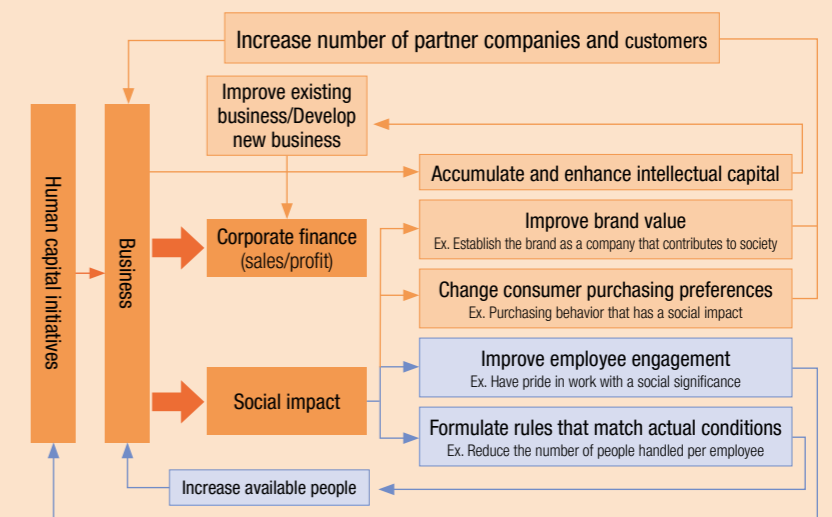 Increase number of partner companies and customers
Improve existing
business/Develop
new business
Accumulate and enhance intellectual capital
Human capital initiatives
Business
Corporate finance
(sales/profit)
Improve brand value
Ex. Establish the brand as a company that contributes to society
Change consumer purchasing preferences
Ex. Purchasing behavior that has a social impact
Social impact
Improve employee engagement
Ex. Have pride in work with a social significance
Formulate rules that match actual conditions
Ex. Reduce the number of people handled per employee
Increase available people